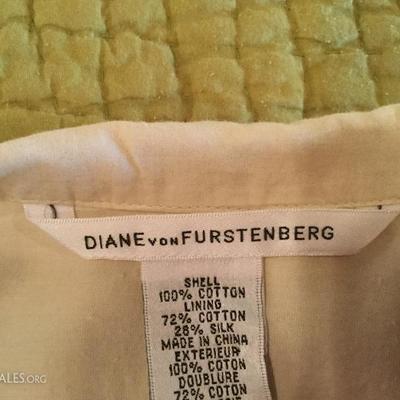 DIANE VON FURSTENBERG
SHELL
100% COTTON
LINING
72% COTTON
28% SILK
MADE IN CHINA
EXTERIEUR
100% COTTON
DOUBLURE
72% COTON
ALES.ORG